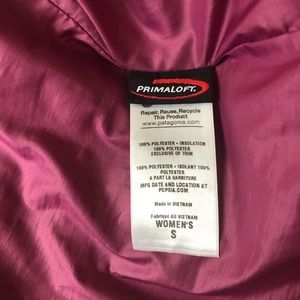 PRIMALOFT.
Repair, Reuse, Recycle
This Product
www.patagonia.com
100% POLYESTER • INSULATION
100% POLYESTER
EXCLUSIVE OF TRIM
100% POLYESTER • ISOLANT 100%
POLYESTER
A PART LA GARNITURE
MFG DATE AND LOCATION AT
PCPSIA.COM
Made in VIETNAM
Fabriqué AU VIETNAM
WOMEN'S
S